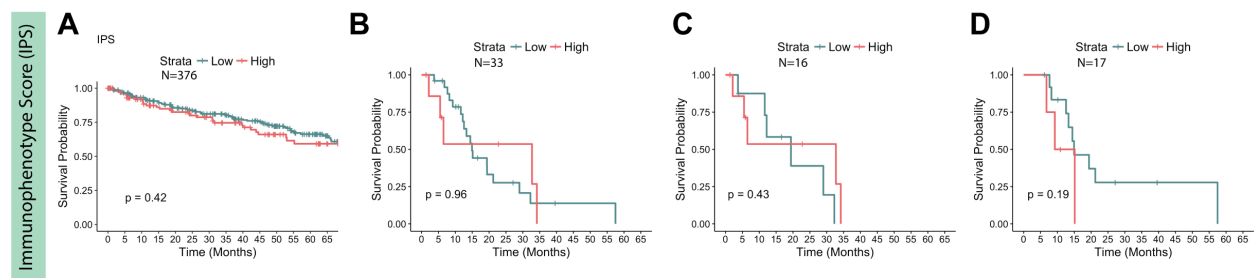 Immunophenotype Score (IPS)
A
IPS
Strata Low High
N=376
Survival Probability
1.00
0.75
0.50
0.25
0.00
p = 0.42
0 5 10 15 20 25 30 35 40 45 50 55 60 65
Time (Months)
B
Strata Low High
N=33
Survival Probability
1.00
0.75
0.50
0.25
0.00
p = 0.96
0 5 10 15 20 25 30 35 40 45 50 55 60 65
Time (Months)
C
Strata Low High
N=16
Survival Probability
1.00
0.75
0.50
0.25
0.00
p = 0.43
0 5 10 15 20 25 30 35 40 45 50 55 60 65
Time (Months)
D
Strata Low High
N=17
Survival Probability
1.00
0.75
0.50
0.25
0.00
p = 0.19
0 5 10 15 20 25 30 35 40 45 50 55 60 65
Time (Months)